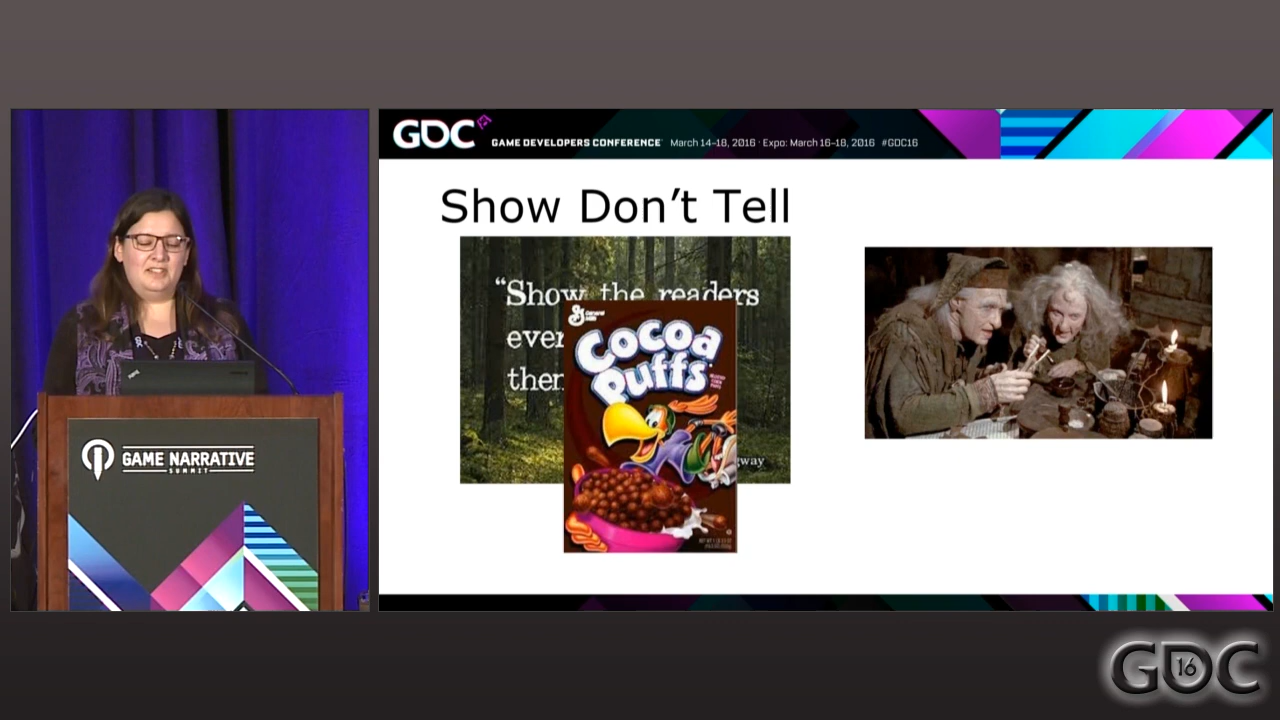 GDC
GAME DEVELOPERS CONFERENCE March 14–18, 2016 · Expo: March 16–18, 2016 #GDC16
Show Don't Tell
“Show the readers
ever
then
way
General
Mills
Cocoa
Puffs
GAME NARRATIVE
SUMMIT
GDC
16